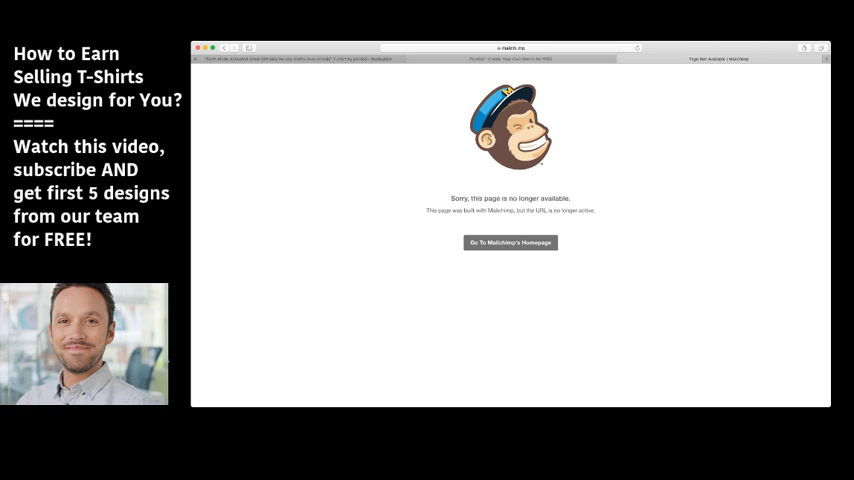 How to Earn
Selling T-Shirts
We design for You?
====
Watch this video,
subscribe AND
get first 5 designs
from our team
for FREE!
mailchi.mp
Page Not Available | Mailchimp
Sorry, this page is no longer available.
This page was built with Mailchimp, but the URL is no longer active.
Go To Mailchimp's Homepage